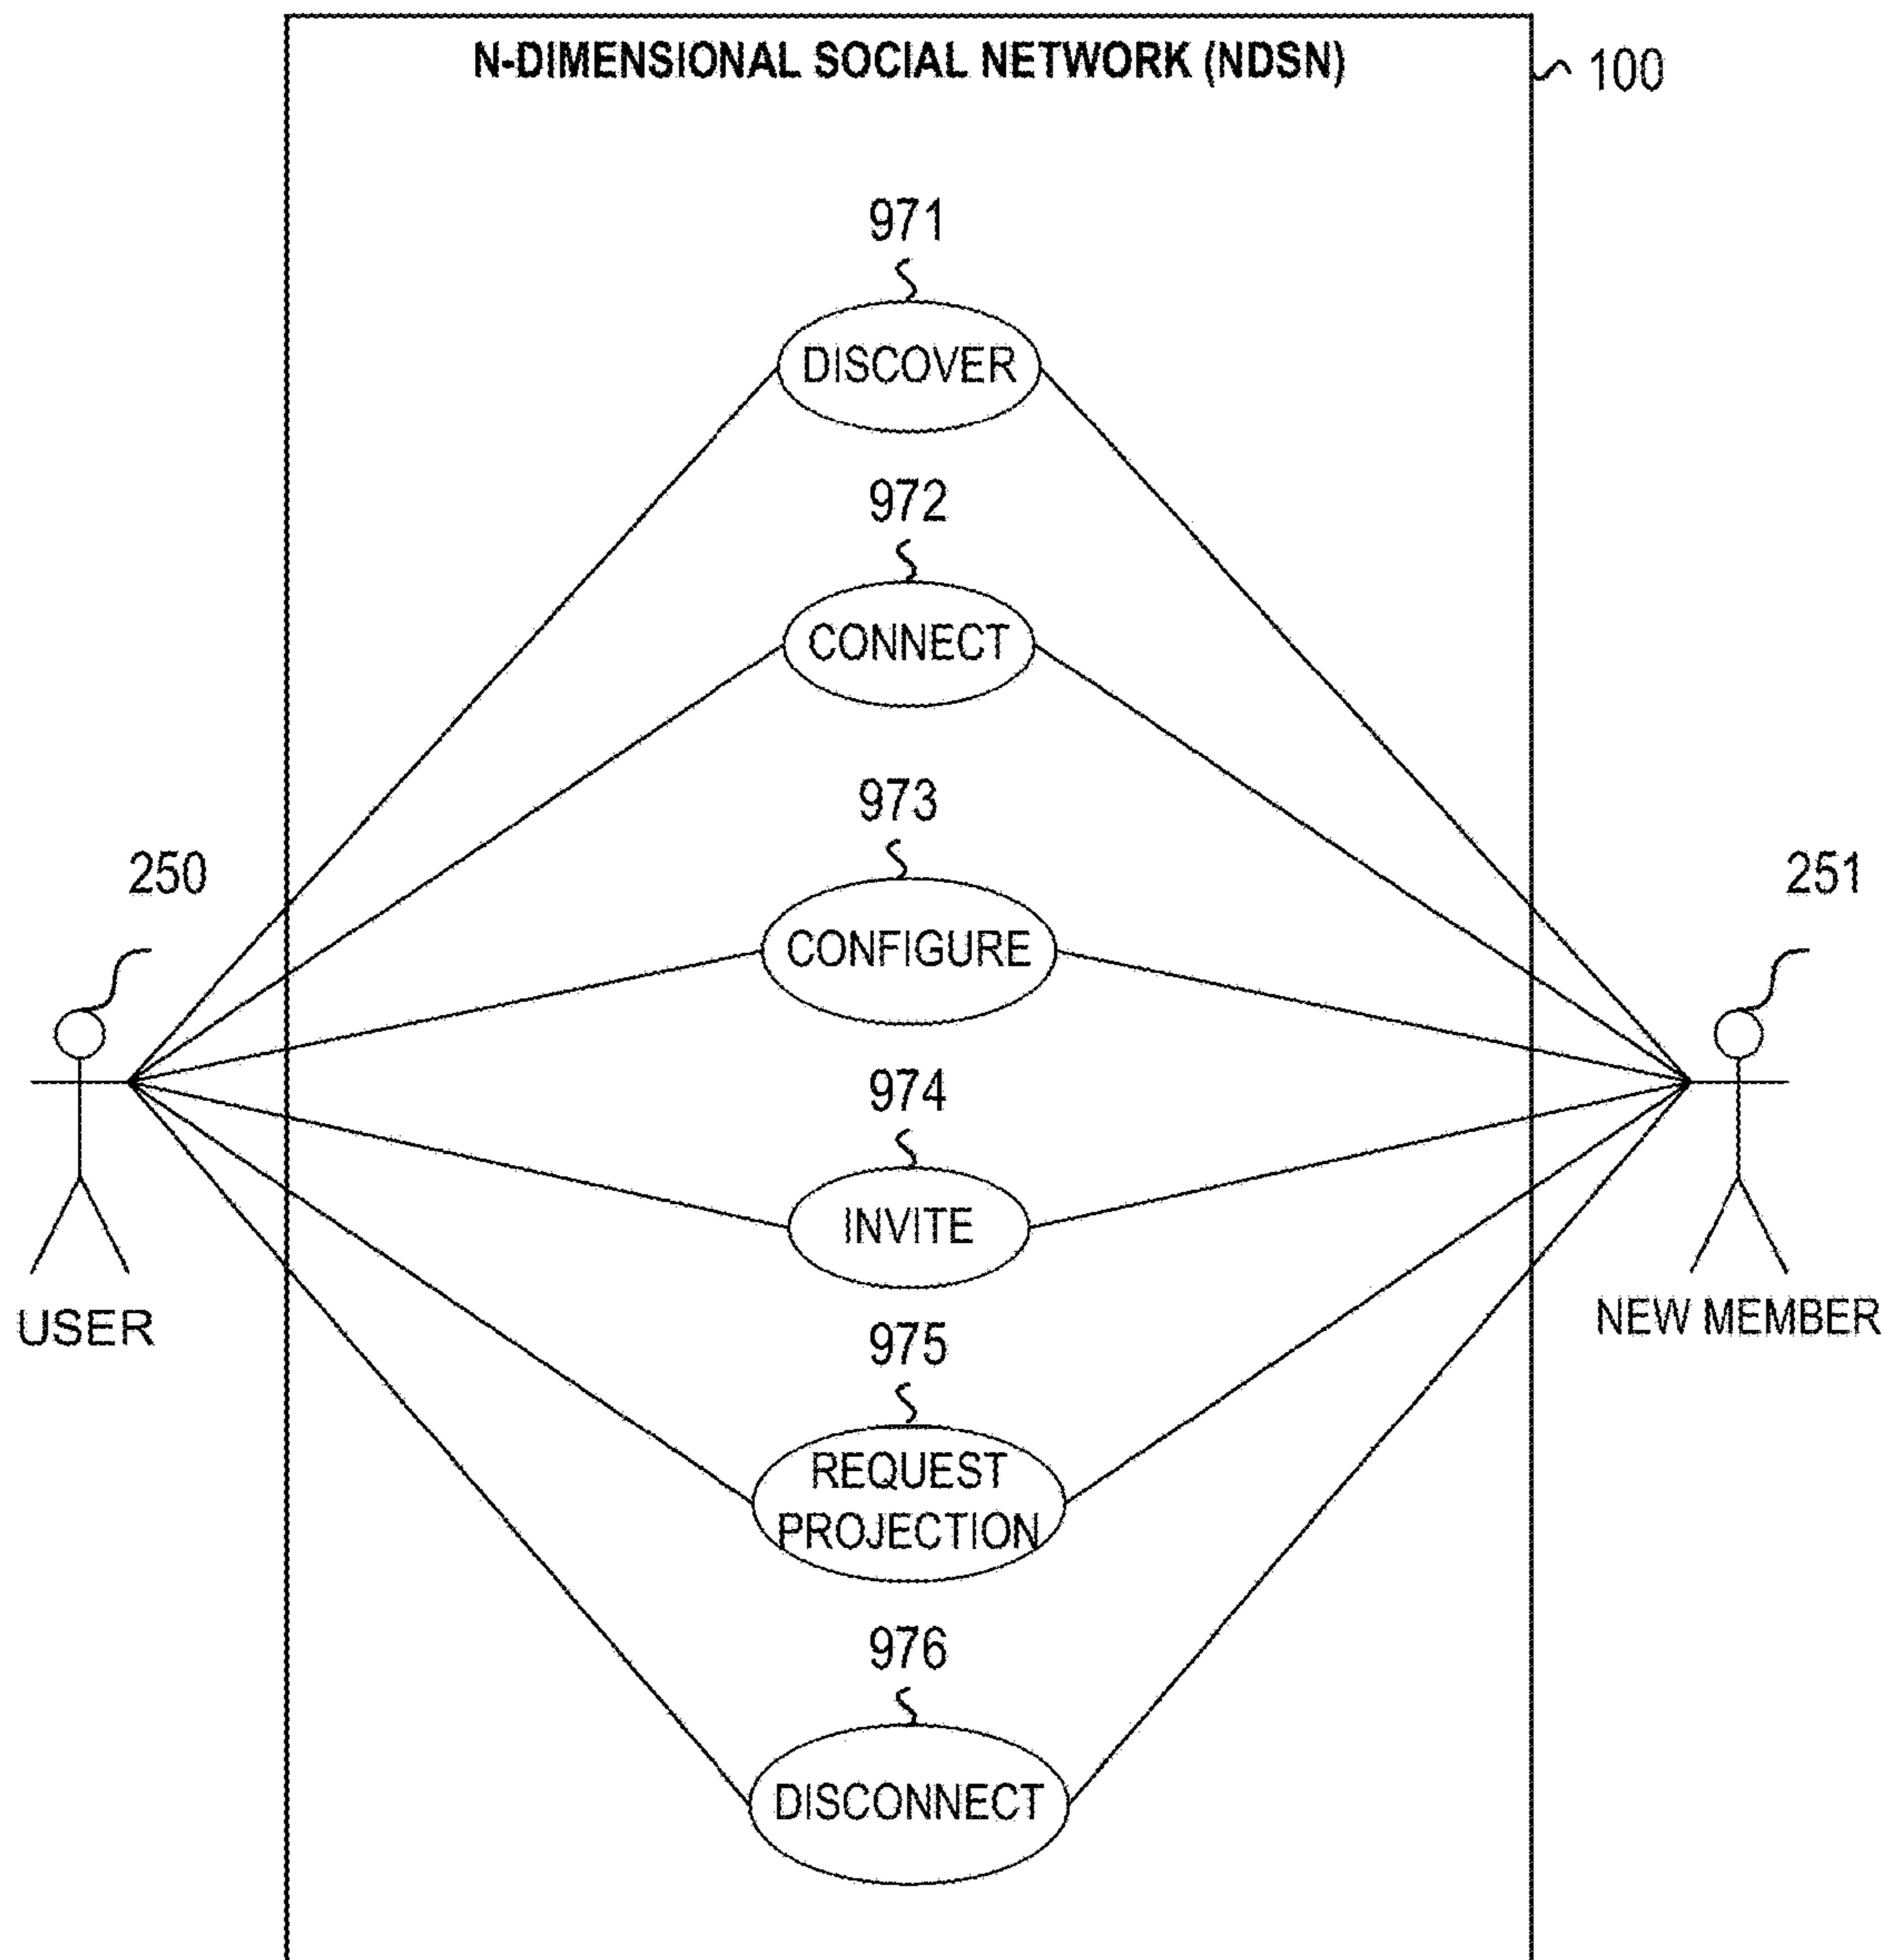 N-DIMENSIONAL SOCIAL NETWORK (NDSN)
100
971
DISCOVER
972
CONNECT
973
CONFIGURE
250
251
974
INVITE
USER
NEW MEMBER
975
REQUEST
PROJECTION
976
DISCONNECT